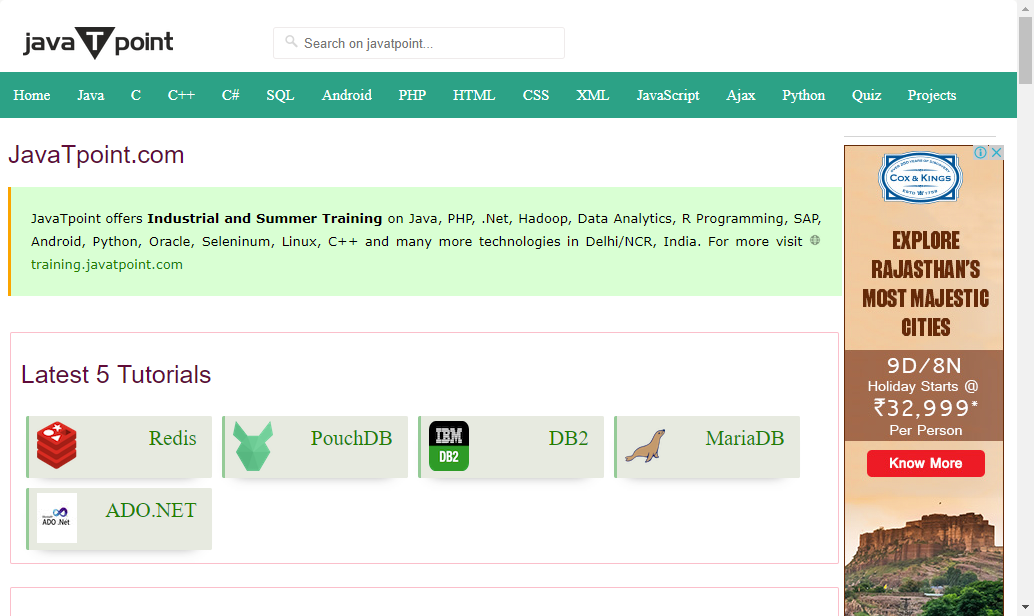 javaTpoint
Search on javatpoint...
Home Java C C++ C# SQL Android PHP HTML CSS XML JavaScript Ajax Python Quiz Projects
JavaTpoint.com
JavaTpoint offers Industrial and Summer Training on Java, PHP, .Net, Hadoop, Data Analytics, R Programming, SAP,
Android, Python, Oracle, Seleninum, Linux, C++ and many more technologies in Delhi/NCR, India. For more visit
training.javatpoint.com
Latest 5 Tutorials
Redis
PouchDB
IBM
DB2
DB2
MariaDB
ADO .Net
ADO.NET
COX & KINGS
ESTD 1758
EXPLORE
RAJASTHAN'S
MOST MAJESTIC
CITIES
9D/8N
Holiday Starts @
₹32,999*
Per Person
Know More